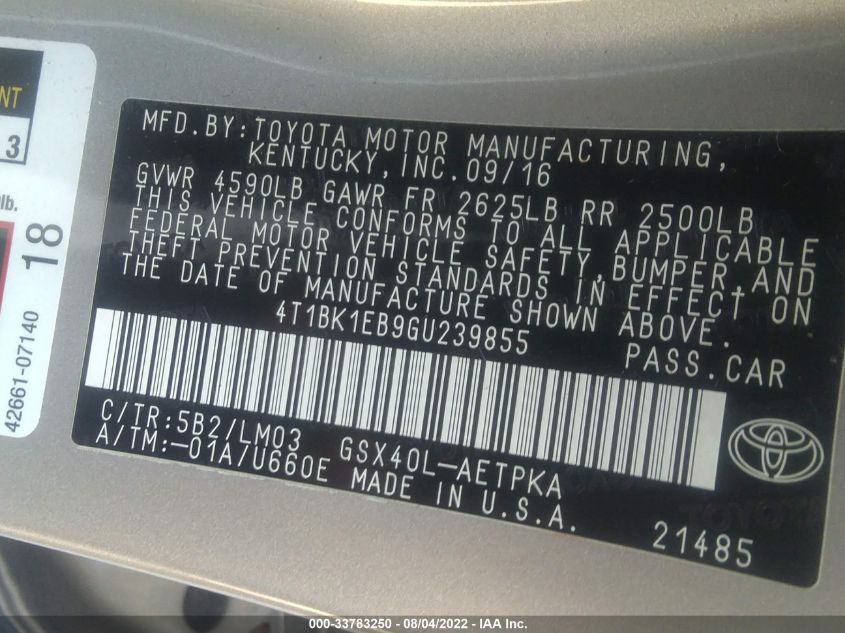 MFD.BY:TOYOTA MOTOR MANUFACTURING,
KENTUCKY,INC.09/16
GVWR 4590LB GAWR FR 2625LB RR 2500LB
THIS VEHICLE CONFORMS TO ALL APPLICABLE
FEDERAL MOTOR VEHICLE SAFETY,BUMPER,AND
THEFT PREVENTION STANDARDS IN EFFECT ON
THE DATE OF MANUFACTURE SHOWN ABOVE.
4T1BK1EB9GU239855
PASS.CAR
C/TR:5B2/LM03 GSX40L-AETPKA
A/TM:-01A/U660E MADE IN U.S.A.
21485
TOYOTA
NT
3
lb.
18
42661-07140
000-33783250 - 08/04/2022 - IAA Inc.